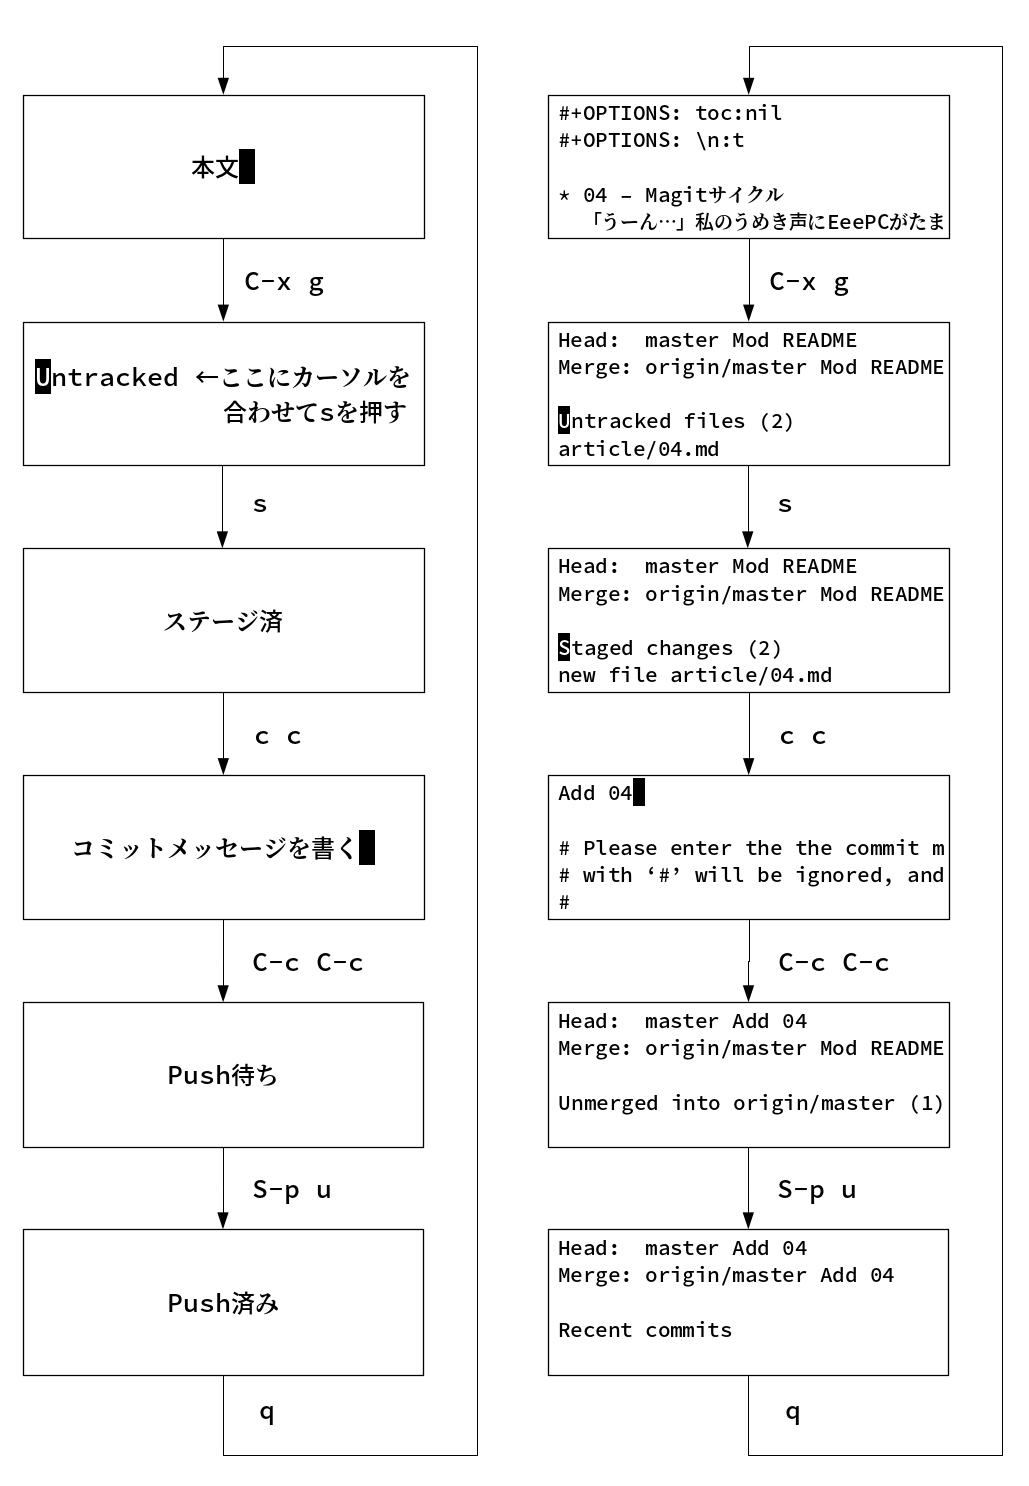 本文
C-x g
Untracked ←ここにカーソルを
合わせてsを押す
s
ステージ済
c c
コミットメッセージを書く
C-c C-c
Push待ち
S-p u
Push済み
q
#+OPTIONS: toc:nil
#+OPTIONS: \n:t
* 04 – Magitサイクル
「うーん…」私のうめき声にEeePCがたま
C-x g
Head:  master Mod README
Merge: origin/master Mod README
Untracked files (2)
article/04.md
s
Head:  master Mod README
Merge: origin/master Mod README
Staged changes (2)
new file article/04.md
c c
Add 04
# Please enter the the commit m
# with ‘#’ will be ignored, and
#
C-c C-c
Head:  master Add 04
Merge: origin/master Mod README
Unmerged into origin/master (1)
S-p u
Head:  master Add 04
Merge: origin/master Add 04
Recent commits
q